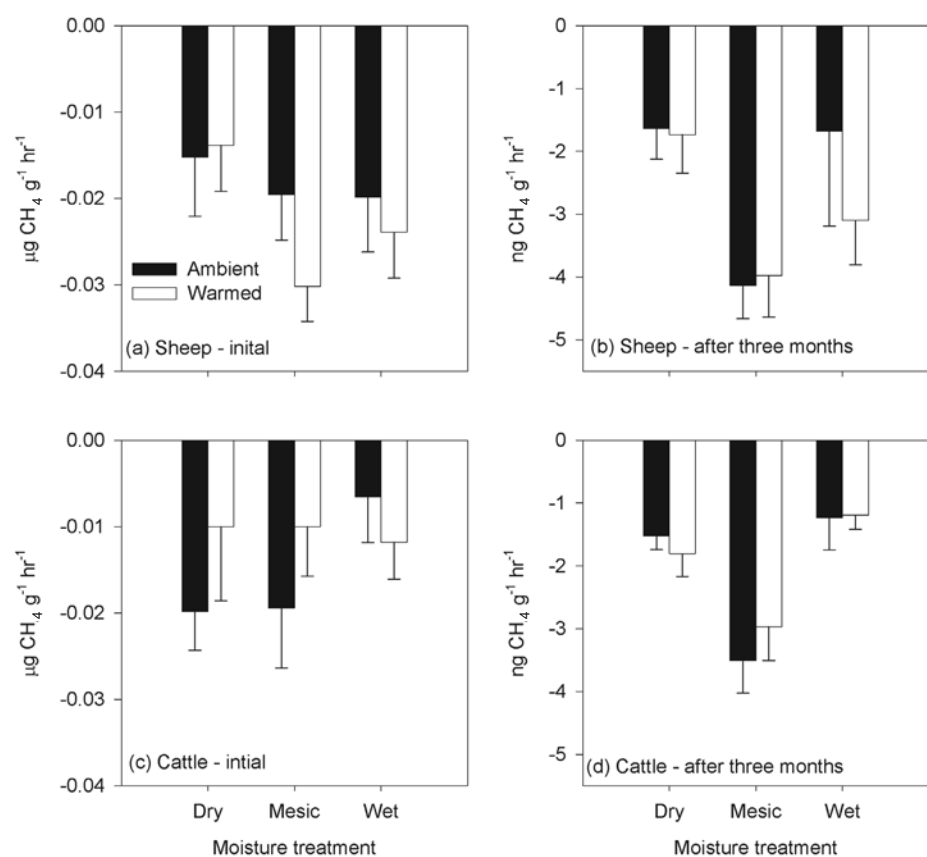 0.00
-0.01
-0.02
-0.03
-0.04
µg CH4 g-1 hr-1
Ambient
Warmed
(a) Sheep - inital
0
-1
-2
-3
-4
-5
ng CH4 g-1 hr-1
(b) Sheep - after three months
0.00
-0.01
-0.02
-0.03
-0.04
µg CH4 g-1 hr-1
(c) Cattle - intial
Dry Mesic Wet
Moisture treatment
0
-1
-2
-3
-4
-5
ng CH4 g-1 hr-1
(d) Cattle - after three months
Dry Mesic Wet
Moisture treatment